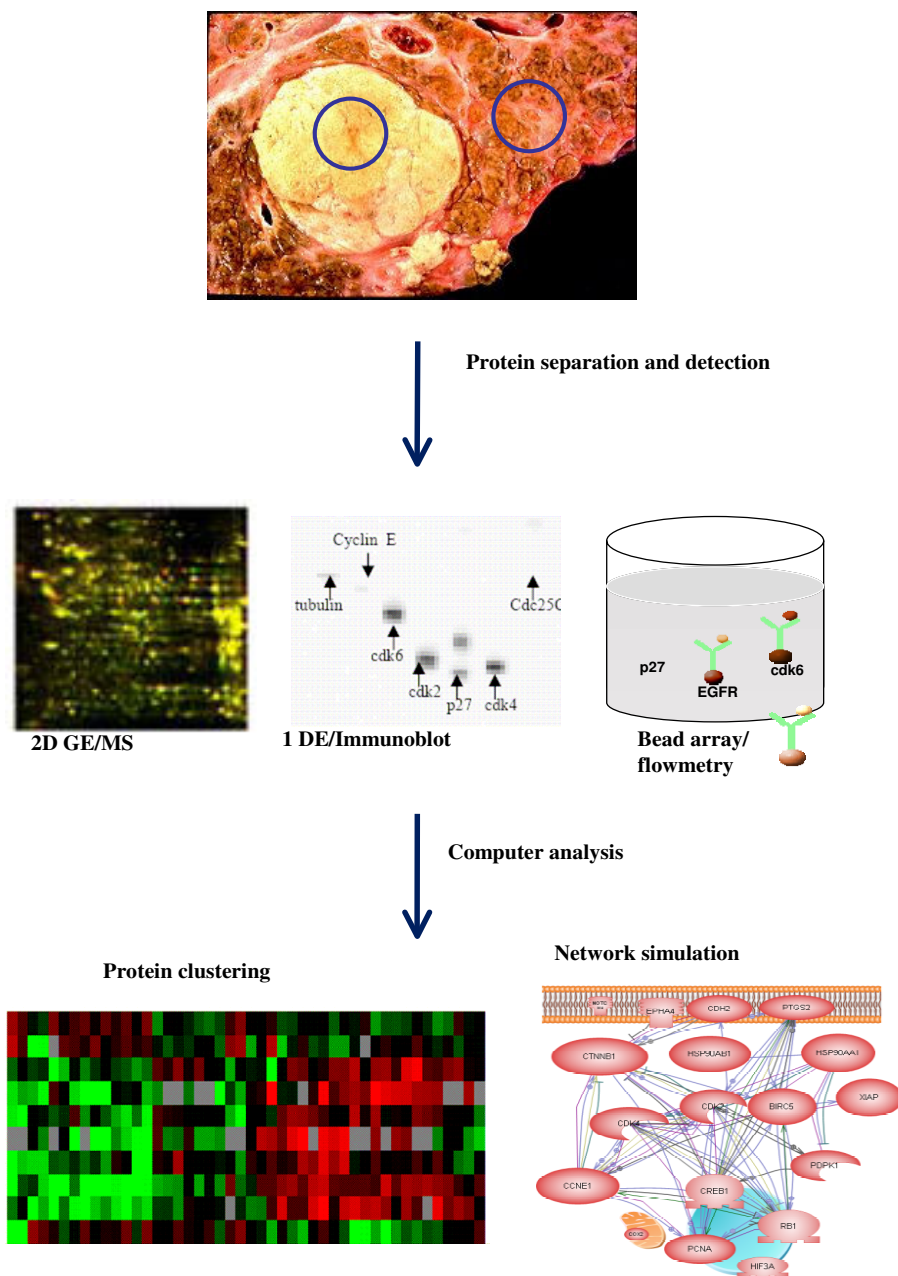 Protein separation and detection
Cyclin E
tubulin
Cdc25C
cdk6
cdk2
p27
cdk4
p27
EGFR
cdk6
2D GE/MS
1 DE/Immunoblot
Bead array/
flowmetry
Computer analysis
Protein clustering
Network simulation
EPHA4
CDH2
PTGS2
CTNNB1
HSP90AB1
HSP90AA1
XIAP
BIRC5
CDK4
PDPK1
CCNE1
CREB1
RB1
PCNA
HIF3A